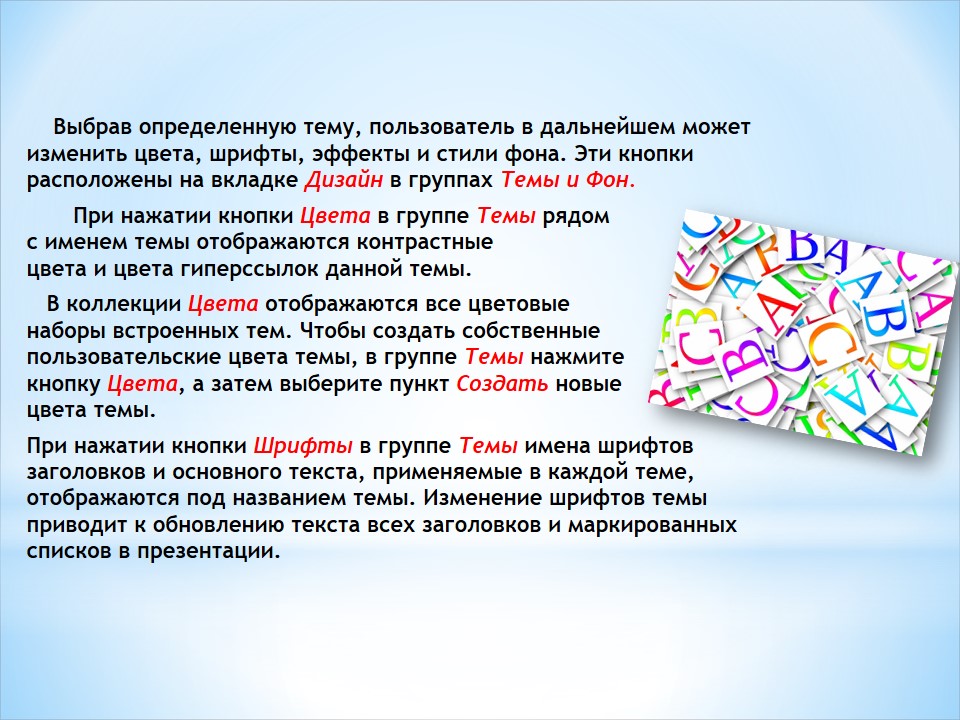 Выбрав определенную тему, пользователь в дальнейшем может
изменить цвета, шрифты, эффекты и стили фона. Эти кнопки
расположены на вкладке Дизайн в группах Темы и Фон.
При нажатии кнопки Цвета в группе Темы рядом
с именем темы отображаются контрастные
цвета и цвета гиперссылок данной темы.
В коллекции Цвета отображаются все цветовые
наборы встроенных тем. Чтобы создать собственные
пользовательские цвета темы, в группе Темы нажмите
кнопку Цвета, а затем выберите пункт Создать новые
цвета темы.
При нажатии кнопки Шрифты в группе Темы имена шрифтов
заголовков и основного текста, применяемые в каждой теме,
отображаются под названием темы. Изменение шрифтов темы
приводит к обновлению текста всех заголовков и маркированных
списков в презентации.